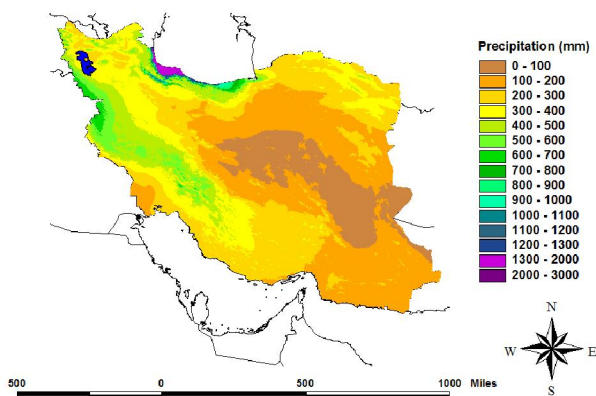 Precipitation (mm)
0 - 100
100 - 200
200 - 300
300 - 400
400 - 500
500 - 600
600 - 700
700 - 800
800 - 900
900 - 1000
1000 - 1100
1100 - 1200
1200 - 1300
1300 - 2000
2000 - 3000
N
W E
S
500 0 500 1000 Miles